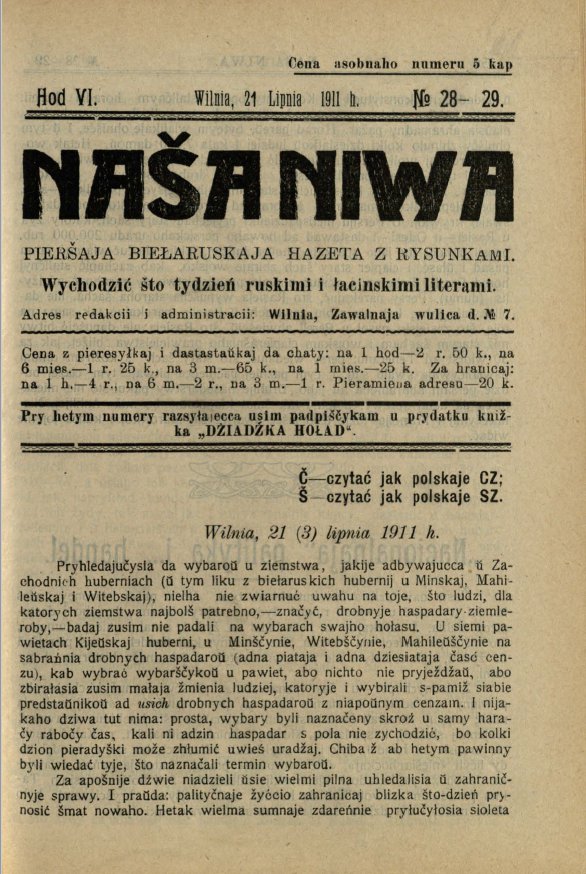 Cena asobnaho numeru 5 kap
Hod VI. Wilnia, 21 Lipnia 1911 h. № 28—29.
NAŠA NIWA
PIERŠAJA BIEŁARUSKAJA HAZETA Z RYSUNKAMI.
Wychodzić što tydzień ruskimi i łacinskimi literami.
Adres redakcii i administracii: Wilnia, Zawalnaja wulica d. № 7.
Cena z pieresyłkaj i dastastaŭkaj da chaty: na 1 hod—2 r. 50 k., na
6 mies.—1 r. 25 k., na 3 m.—65 k., na 1 mies.—25 k. Za hranicaj:
na 1 h.—4 r., na 6 m.—2 r., na 3 m.—1 r. Pieramiena adresu—20 k.
Pry hetym numery razsyłajecca usim padpiščykam u prydatku kniž-
ka „DZIADŹKA HOŁAD“.
Č—czytać jak polskaje CZ;
Š—czytać jak polskaje SZ.
Wilnia, 21 (3) lipnia 1911 h.
Pryhledajučysia da wybaroŭ u ziemstwa, jakije adbywajucca ŭ Za-
chodnich huberniach (ŭ tym liku z biełaruskich hubernij u Minskaj, Mahi-
leŭskaj i Witebskaj), nielha nie zwiarnuć uwahu na toje, što ludzi, dla
katorych ziemstwa najbolš patrebno,—značyć, drobnyje haspadary-ziemle-
roby,—badaj zusim nie padali na wybarach swajho hołasu. U siemi pa-
wietach Kijeŭskaj huberni, u Minščynie, Witebščynie, Mahileŭščynie na
sabrańnia drobnych haspadaroŭ (adna piataja i adna dziesiataja časć cen-
zu), kab wybrać wybarščykoŭ u pawiet, abo nichto nie pryježdžaŭ, abo
zbirałasia zusim małaja žmienia ludziej, katoryje i wybirali s-pamiž siabie
predstaŭnikoŭ ad usich drobnych haspadaroŭ z niapoŭnym cenzam. I nija-
kaho dziwa tut nima: prosta, wybary byli naznačeny skroź u samy hara-
čy rabočy čas, kali ni adzin haspadar s pola nie zychodzić, bo kolki
dzion pieradyški može zhłumić uwieś uradžaj. Chiba ž ab hetym pawinny
byli wiedać tyje, što naznačali termin wybaroŭ.
Za apošnije dźwie niadzieli ŭsie wielmi pilna uhledalisia ŭ zahranič-
nyje sprawy. I praŭda: palityčnaje žyćcio zahranicaj blizka što-dzień pry-
nosić šmat nowaho. Hetak wielma sumnaje zdareńnie pryłučyłosia sioleta